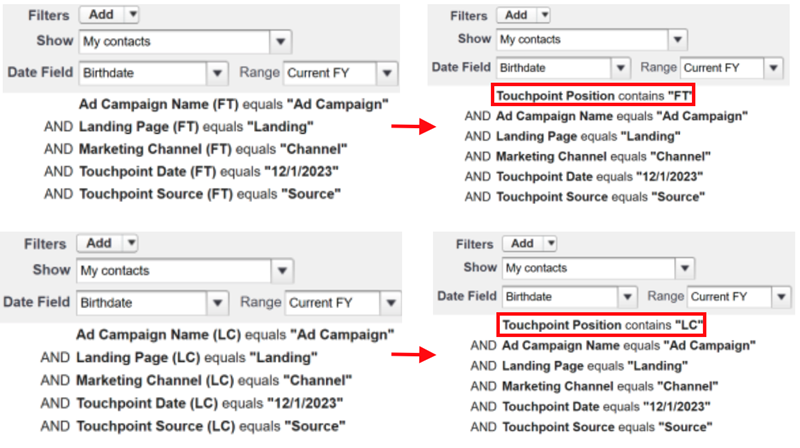 Filters Add
Show My contacts
Date Field Birthdate Range Current FY
Ad Campaign Name (FT) equals "Ad Campaign"
AND Landing Page (FT) equals "Landing"
AND Marketing Channel (FT) equals "Channel"
AND Touchpoint Date (FT) equals "12/1/2023"
AND Touchpoint Source (FT) equals "Source"
Filters Add
Show My contacts
Date Field Birthdate Range Current FY
Touchpoint Position contains "FT"
AND Ad Campaign Name equals "Ad Campaign"
AND Landing Page equals "Landing"
AND Marketing Channel equals "Channel"
AND Touchpoint Date equals "12/1/2023"
AND Touchpoint Source equals "Source"
Filters Add
Show My contacts
Date Field Birthdate Range Current FY
Ad Campaign Name (LC) equals "Ad Campaign"
AND Landing Page (LC) equals "Landing"
AND Marketing Channel (LC) equals "Channel"
AND Touchpoint Date (LC) equals "12/1/2023"
AND Touchpoint Source (LC) equals "Source"
Filters Add
Show My contacts
Date Field Birthdate Range Current FY
Touchpoint Position contains "LC"
AND Ad Campaign Name equals "Ad Campaign"
AND Landing Page equals "Landing"
AND Marketing Channel equals "Channel"
AND Touchpoint Date equals "12/1/2023"
AND Touchpoint Source equals "Source"